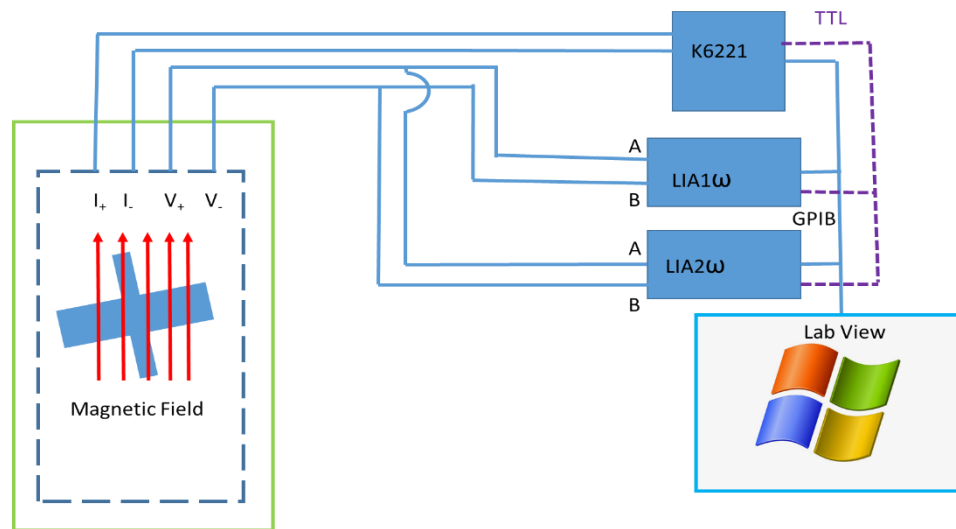 TTL
K6221
A
LIA1ω
B
GPIB
I+ I- V+ V-
A
LIA2ω
B
Lab View
Magnetic Field